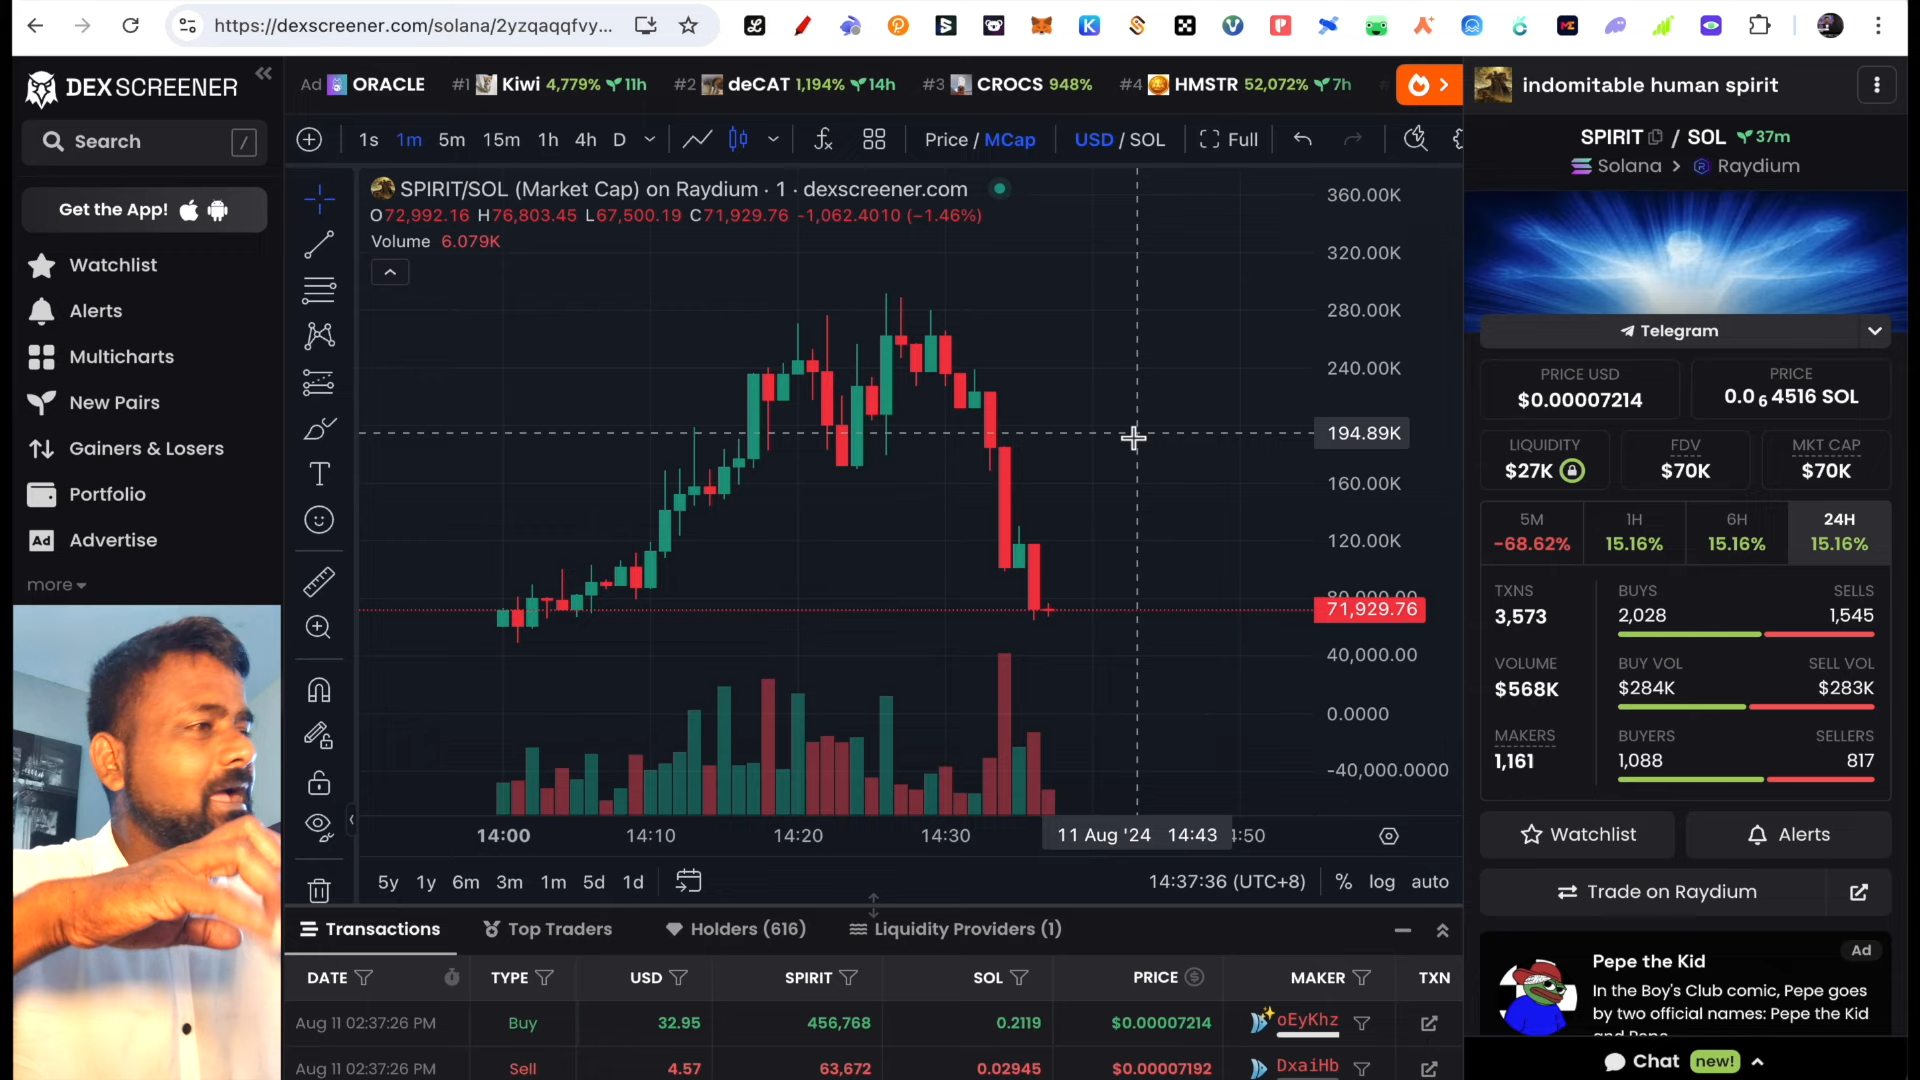 https://dexscreener.com/solana/2yzqaqqfvy...
DEX SCREENER
Ad ORACLE #1 Kiwi 4,779% 11h #2 deCAT 1,194% 14h #3 CROCS 948% #4 HMSTR 52,072% 7h
indomitable human spirit
Search /
Get the App!
Watchlist
Alerts
Multicharts
New Pairs
Gainers & Losers
Portfolio
Ad Advertise
more
1s 1m 5m 15m 1h 4h D Price / MCap USD / SOL Full
SPIRIT/SOL (Market Cap) on Raydium · 1 · dexscreener.com
O72,992.16 H76,803.45 L67,500.19 C71,929.76 -1,062.4010 (−1.46%)
Volume 6.079K
360.00K
320.00K
280.00K
240.00K
194.89K
160.00K
120.00K
80,000.00
71,929.76
40,000.00
0.0000
-40,000.0000
14:00 14:10 14:20 14:30 11 Aug '24 14:43 :50
5y 1y 6m 3m 1m 5d 1d 14:37:36 (UTC+8) % log auto
SPIRIT / SOL 37m
Solana > Raydium
Telegram
PRICE USD
$0.00007214
PRICE
0.0₆4516 SOL
LIQUIDITY
$27K
FDV
$70K
MKT CAP
$70K
5M
-68.62%
1H
15.16%
6H
15.16%
24H
15.16%
TXNS
3,573
BUYS
2,028
SELLS
1,545
VOLUME
$568K
BUY VOL
$284K
SELL VOL
$283K
MAKERS
1,161
BUYERS
1,088
SELLERS
817
Watchlist
Alerts
Trade on Raydium
Ad
Pepe the Kid
In the Boy's Club comic, Pepe goes
by two official names: Pepe the Kid
and Pepe
Chat new!
Transactions Top Traders Holders (616) Liquidity Providers (1)
DATE TYPE USD SPIRIT SOL PRICE MAKER TXN
Aug 11 02:37:26 PM Buy 32.95 456,768 0.2119 $0.00007214 oEyKhz
Aug 11 02:37:26 PM Sell 4.57 63,672 0.02945 $0.00007192 DxaiHb